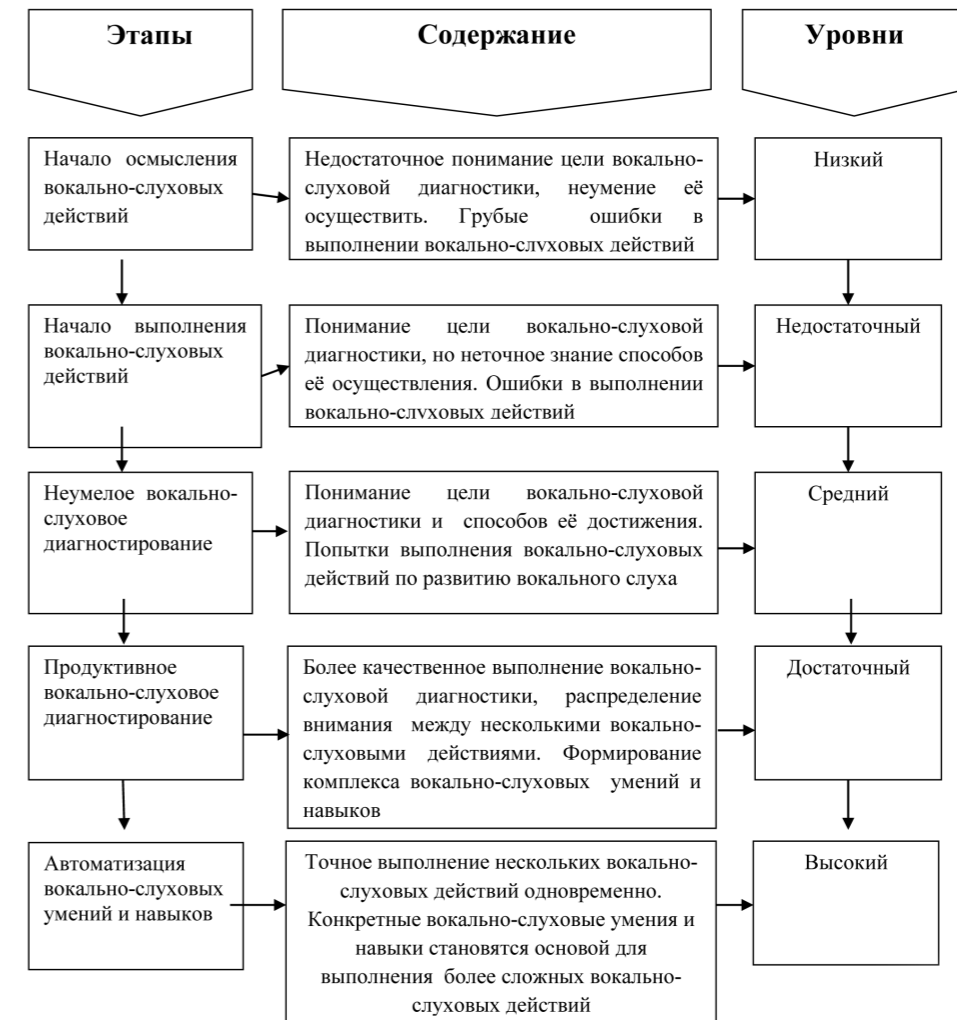 Этапы
Содержание
Уровни
Начало осмысления
вокально-слуховых
действий
Недостаточное понимание цели вокально-
слуховой диагностики, неумение её
осуществить. Грубые ошибки в
выполнении вокально-слуховых действий
Низкий
Начало выполнения
вокально-слуховых
действий
Понимание цели вокально-слуховой
диагностики, но неточное знание способов
её осуществления. Ошибки в выполнении
вокально-слуховых действий
Недостаточный
Неумелое вокально-
слуховое
диагностирование
Понимание цели вокально-слуховой
диагностики и способов её достижения.
Попытки выполнения вокально-слуховых
действий по развитию вокального слуха
Средний
Продуктивное
вокально-слуховое
диагностирование
Более качественное выполнение вокально-
слуховой диагностики, распределение
внимания между несколькими вокально-
слуховыми действиями. Формирование
комплекса вокально-слуховых умений и
навыков
Достаточный
Автоматизация
вокально-слуховых
умений и навыков
Точное выполнение нескольких вокально-
слуховых действий одновременно.
Конкретные вокально-слуховые умения и
навыки становятся основой для
выполнения более сложных вокально-
слуховых действий
Высокий